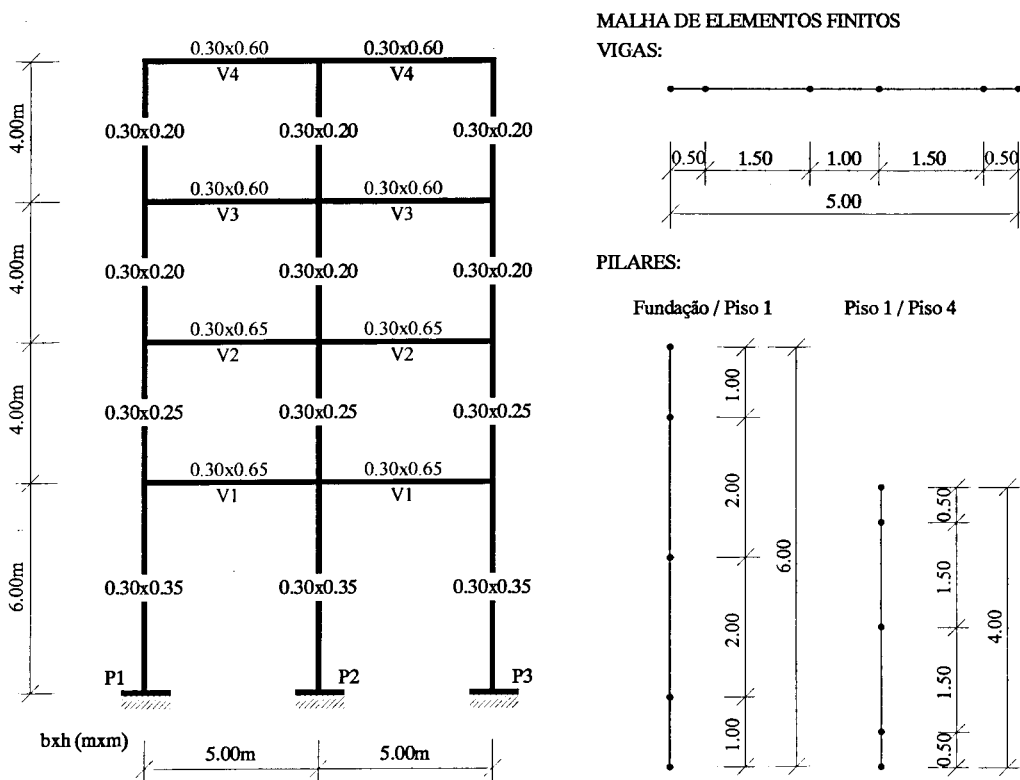 0.30x0.60 0.30x0.60
V4 V4
4.00m
0.30x0.20 0.30x0.20 0.30x0.20
0.30x0.60 0.30x0.60
V3 V3
4.00m
0.30x0.20 0.30x0.20 0.30x0.20
0.30x0.65 0.30x0.65
V2 V2
4.00m
0.30x0.25 0.30x0.25 0.30x0.25
0.30x0.65 0.30x0.65
V1 V1
6.00m
0.30x0.35 0.30x0.35 0.30x0.35
P1 P2 P3
bxh (mxm)
5.00m 5.00m
MALHA DE ELEMENTOS FINITOS
VIGAS:
0.50 1.50 1.00 1.50 0.50
5.00
PILARES:
Fundação / Piso 1
1.00
2.00
2.00
1.00
6.00
Piso 1 / Piso 4
0.50
1.50
1.50
0.50
4.00